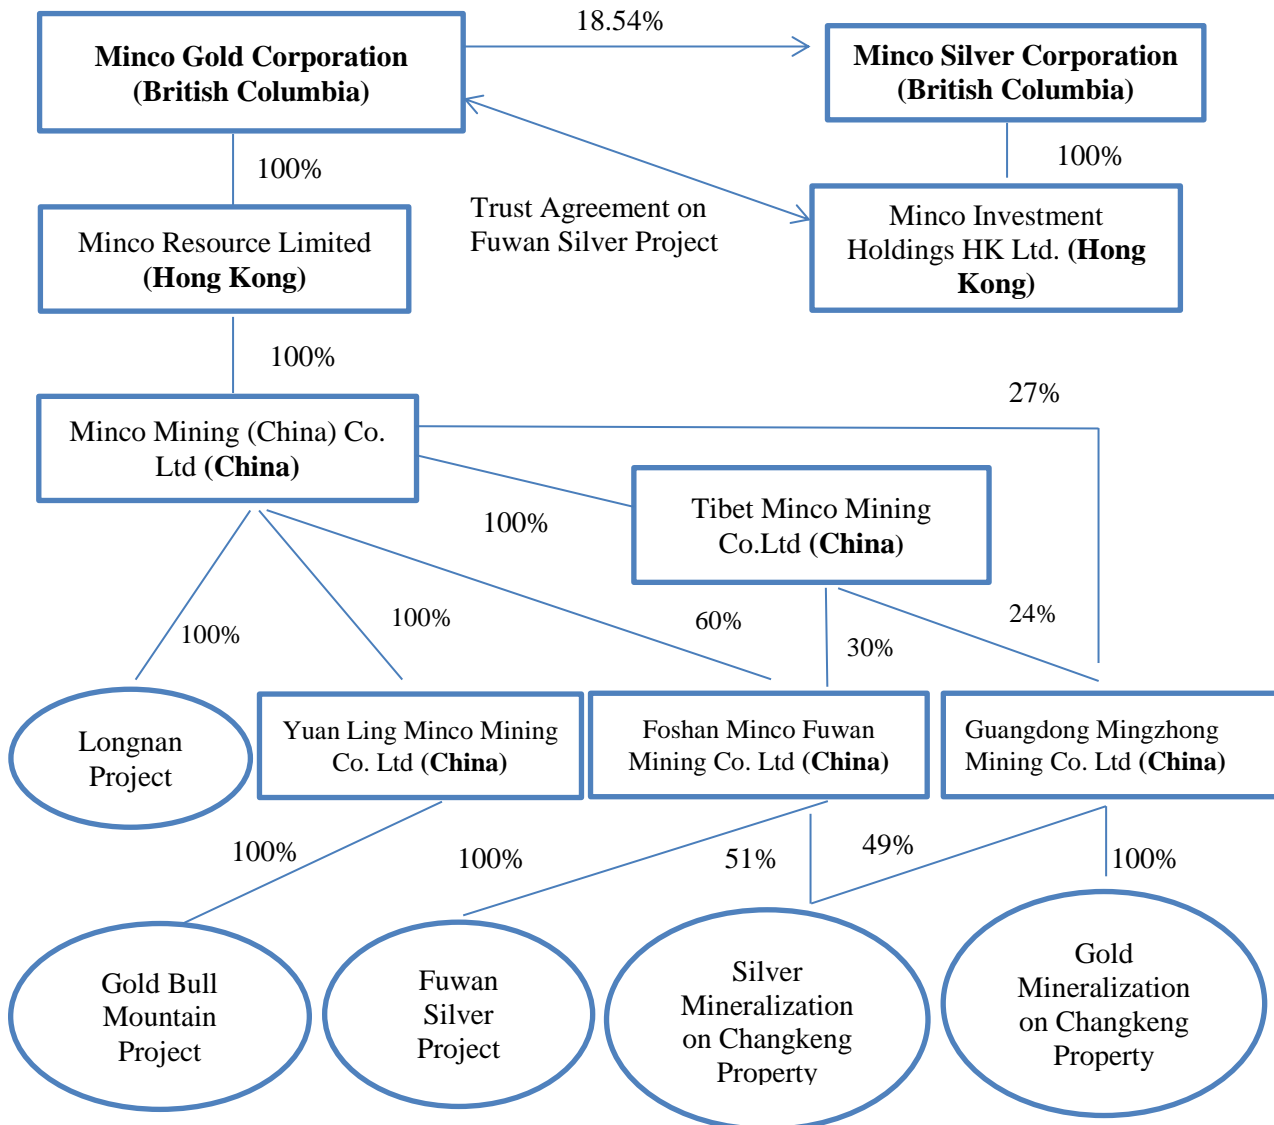 18.54%
Minco Gold Corporation
(British Columbia)
Minco Silver Corporation
(British Columbia)
100%
100%
Trust Agreement on
Fuwan Silver Project
Minco Resource Limited
(Hong Kong)
Minco Investment
Holdings HK Ltd. (Hong
Kong)
100%
27%
Minco Mining (China) Co.
Ltd (China)
100%
Tibet Minco Mining
Co.Ltd (China)
100%
100%
60%
30%
24%
Longnan
Project
Yuan Ling Minco Mining
Co. Ltd (China)
Foshan Minco Fuwan
Mining Co. Ltd (China)
Guangdong Mingzhong
Mining Co. Ltd (China)
100%
100%
51%
49%
100%
Gold Bull
Mountain
Project
Fuwan
Silver
Project
Silver
Mineralization
on Changkeng
Property
Gold
Mineralization
on Changkeng
Property